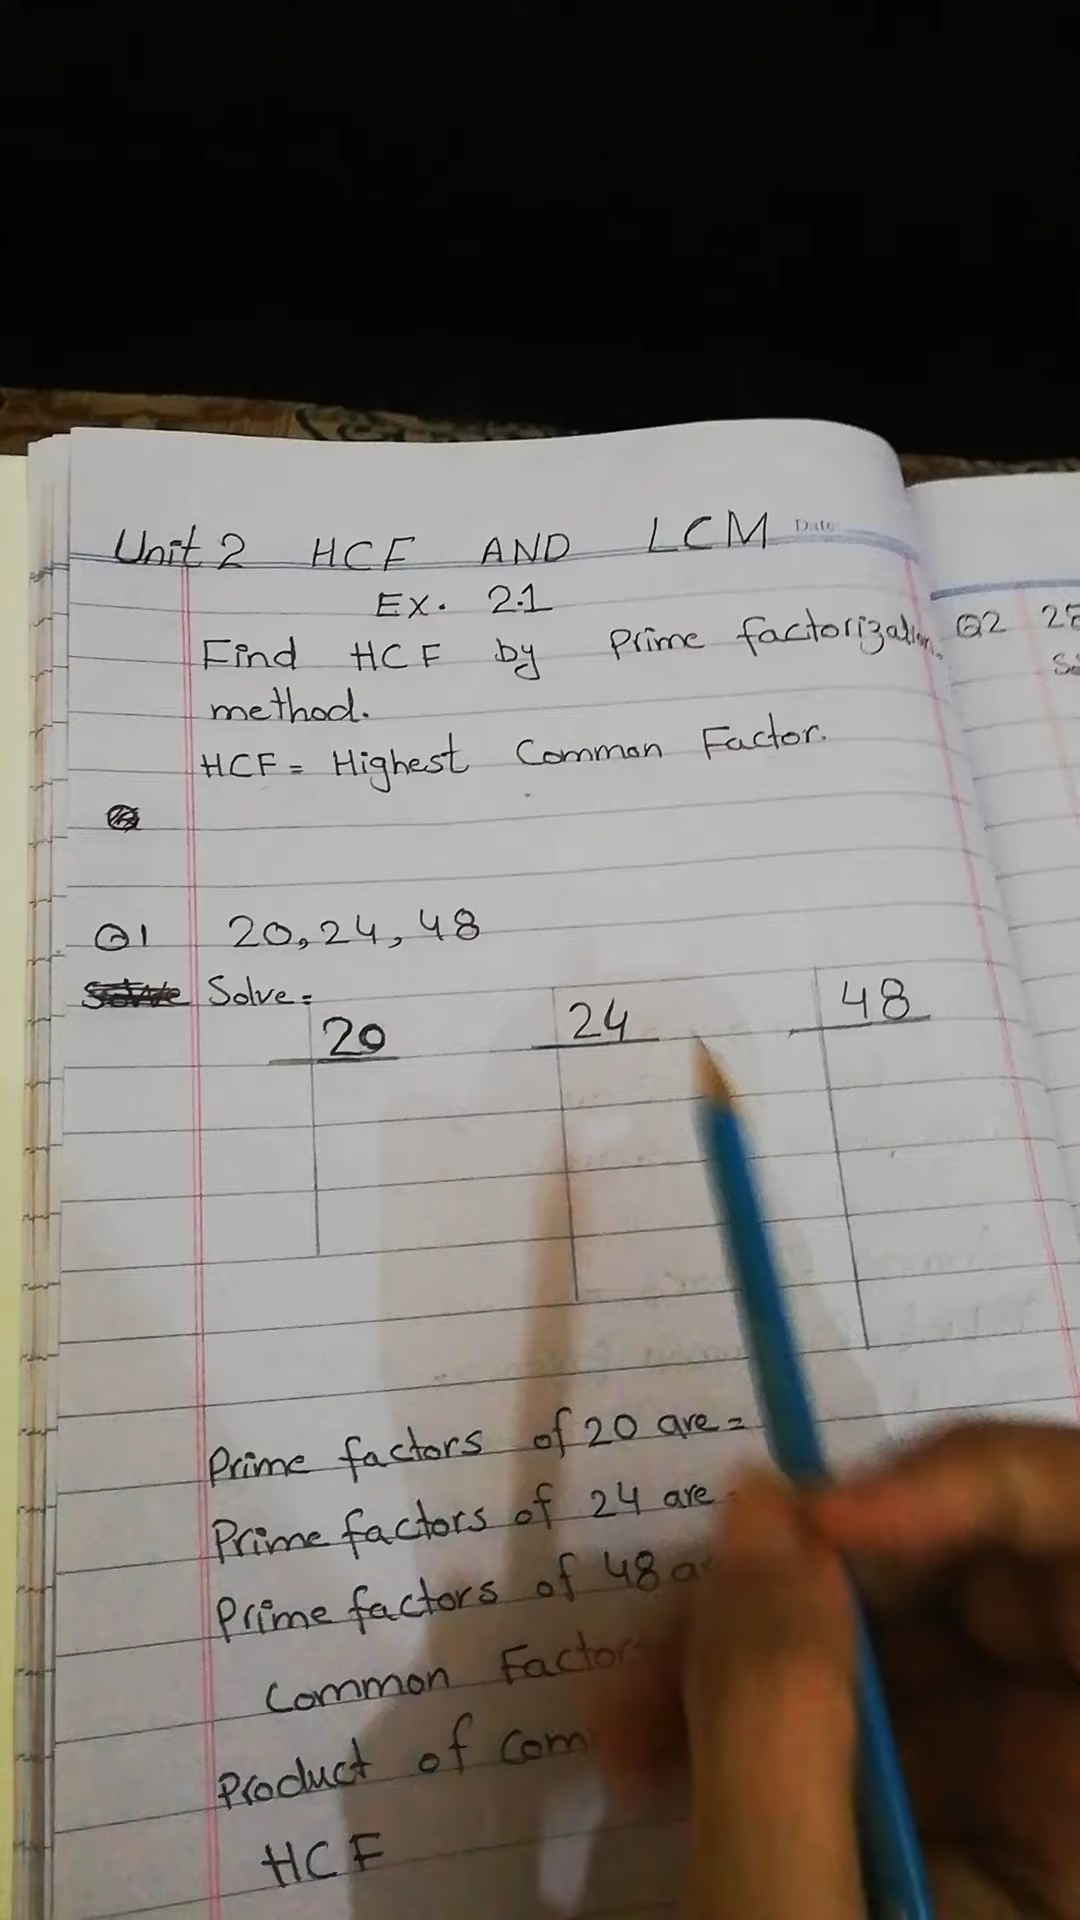 Unit 2 HCF AND LCM Date
Ex. 2.1
Find HCF by Prime factorization.
method.
HCF = Highest Common Factor.
Q1 20, 24, 48
Solve =
20 24 48
Prime factors of 20 are =
Prime factors of 24 are
Prime factors of 48
Common Factor
Product of
HCF
Q2